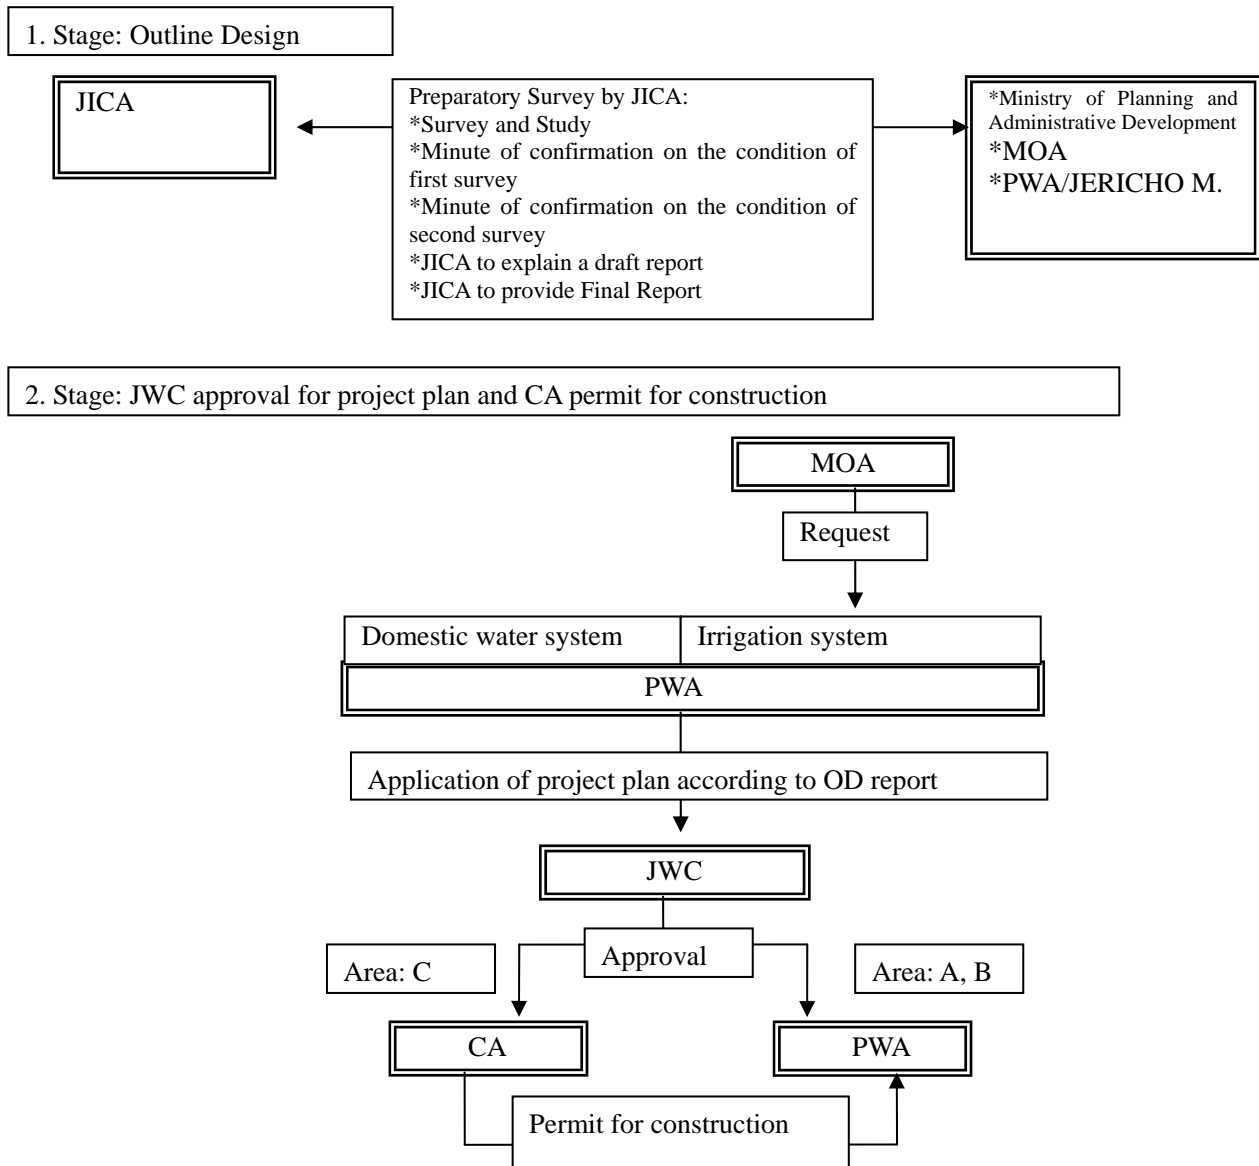 1. Stage: Outline Design
JICA
Preparatory Survey by JICA:
*Survey and Study
*Minute of confirmation on the condition of
first survey
*Minute of confirmation on the condition of
second survey
*JICA to explain a draft report
*JICA to provide Final Report
*Ministry of Planning and
Administrative Development
*MOA
*PWA/JERICHO M.
2. Stage: JWC approval for project plan and CA permit for construction
MOA
Request
Domestic water system
Irrigation system
PWA
Application of project plan according to OD report
JWC
Approval
Area: C
Area: A, B
CA
PWA
Permit for construction